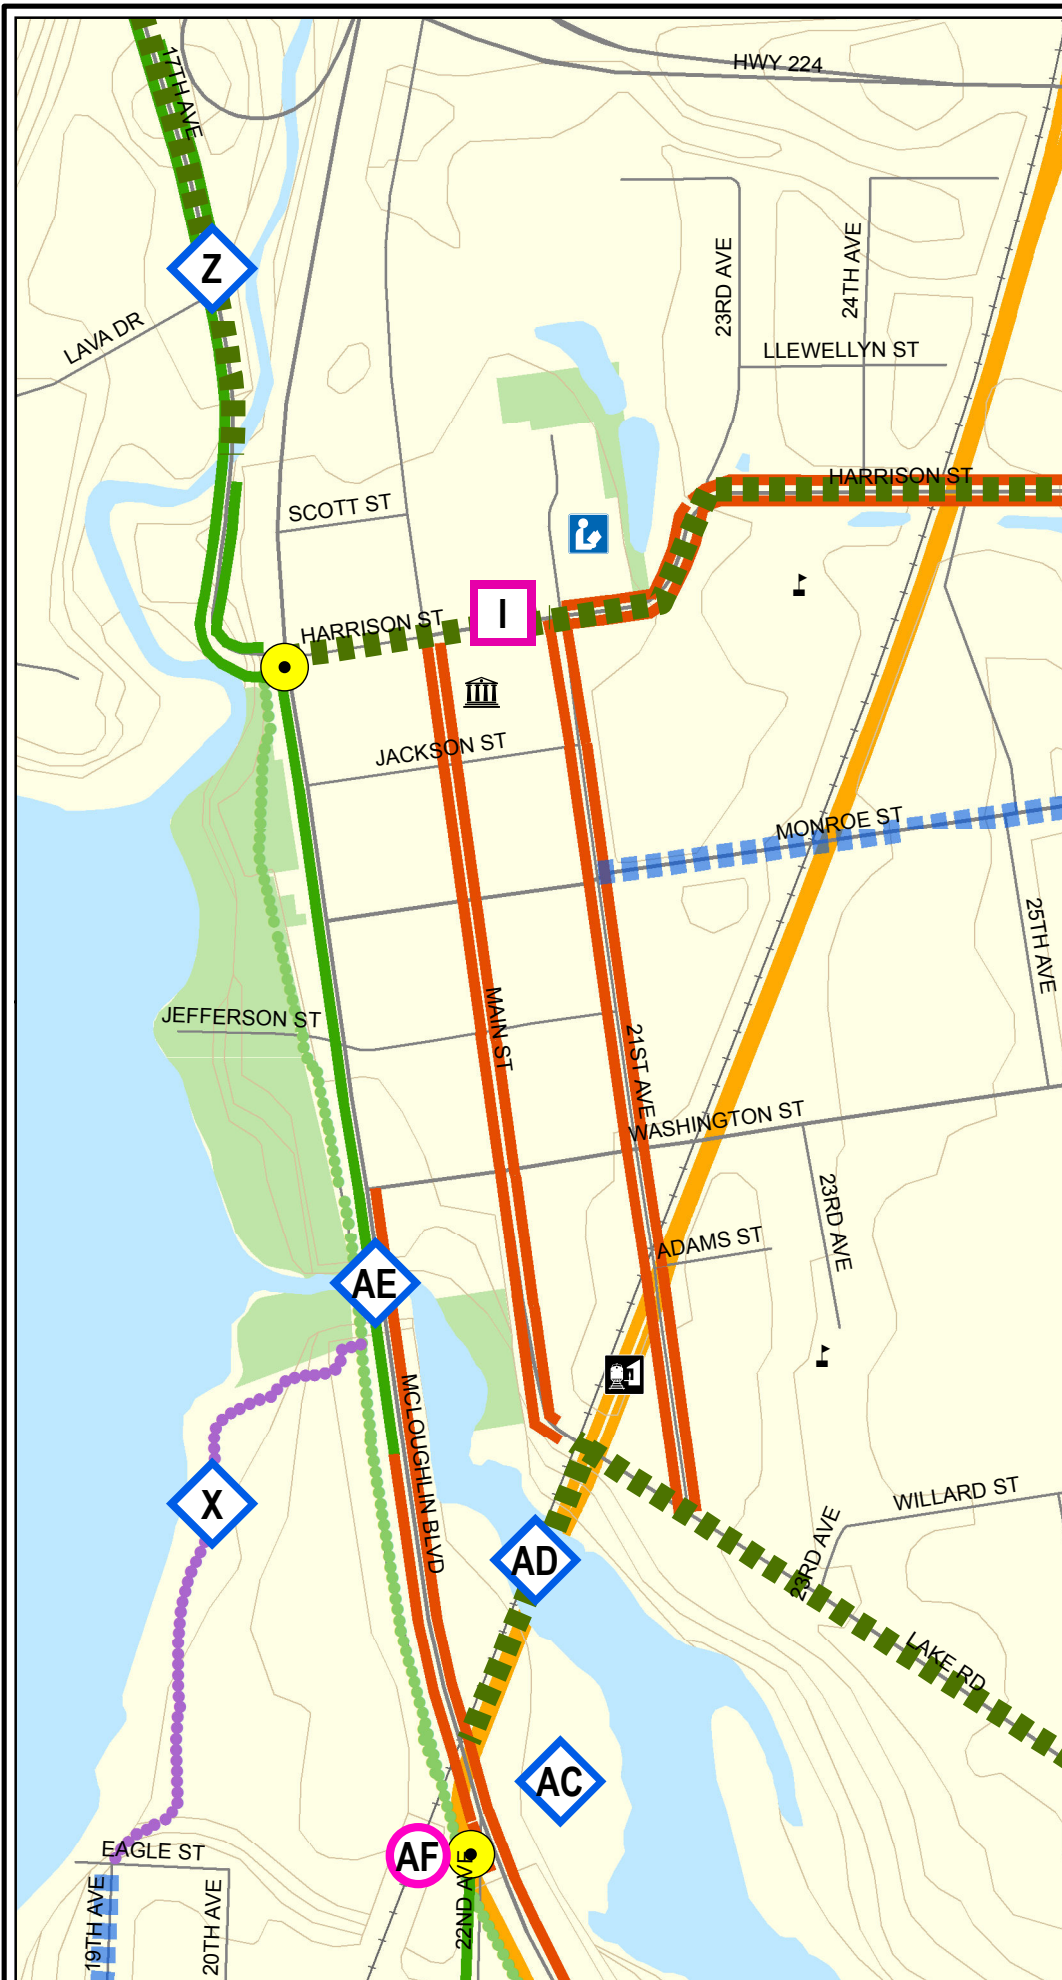 HWY 224
17TH AVE
Z
23RD AVE
24TH AVE
LAVA DR
LLEWELLYN ST
HARRISON ST
SCOTT ST
I
HARRISON ST
JACKSON ST
MONROE ST
25TH AVE
JEFFERSON ST
MAIN ST
21ST AVE
WASHINGTON ST
23RD AVE
ADAMS ST
AE
MCLOUGHLIN BLVD
X
WILLARD ST
AD
23RD AVE
LAKE RD
AC
EAGLE ST
AF
22ND AVE
19TH AVE
20TH AVE